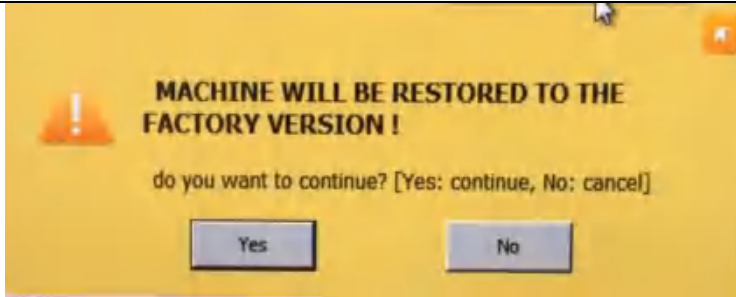 MACHINE WILL BE RESTORED TO THE
FACTORY VERSION !
do you want to continue? [Yes: continue, No: cancel]
Yes
No